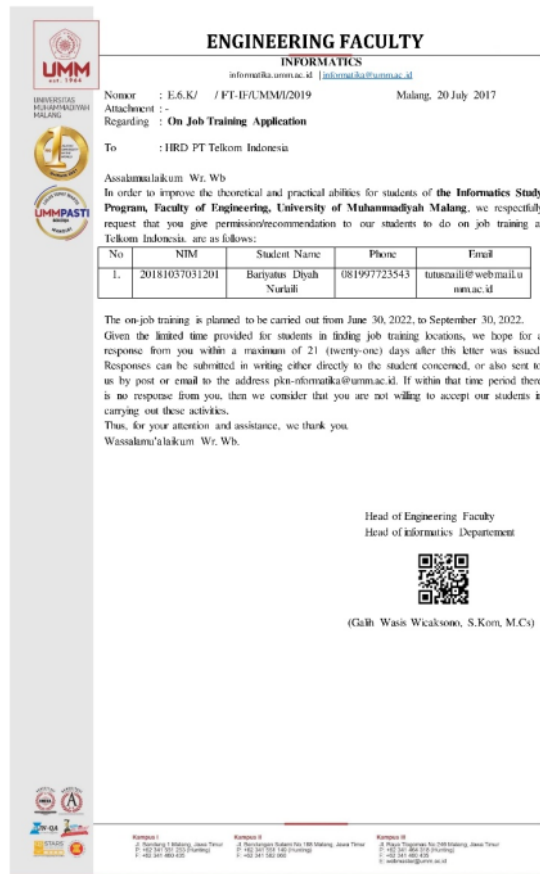 ENGINEERING FACULTY
INFORMATICS
informatika.umm.ac.id | informatika@umm.ac.id
UMM
est. 1964
UNIVERSITAS
MUHAMMADIYAH
MALANG
UMMPASTI
Nomor : E.6.K/ / FT-IF/UMM/I/2019 Malang, 20 July 2017
Attachment : -
Regarding : On Job Training Application
To : HRD PT Telkom Indonesia
Assalamualaikum Wr. Wb
In order to improve the theoretical and practical abilities for students of the Informatics Study
Program, Faculty of Engineering, University of Muhammadiyah Malang, we respectfully
request that you give permission/recommendation to our students to do on job training a
Telkom Indonesia. are as follows:
No NIM Student Name Phone Email
1. 20181037031201 Bariyatus Diyah 081997723543 tutusnaili@webmail.u
Nurlaili mm.ac.id
The on-job training is planned to be carried out from June 30, 2022, to September 30, 2022.
Given the limited time provided for students in finding job training locations, we hope for a
response from you within a maximum of 21 (twenty-one) days after this letter was issued
Responses can be submitted in writing either directly to the student concerned, or also sent to
us by post or email to the address pkn-nformatika@umm.ac.id. If within that time period there
is no response from you, then we consider that you are not willing to accept our students in
carrying out these activities.
Thus, for your attention and assistance, we thank you.
Wassalamu'alaikum Wr. Wb.
Head of Engineering Faculty
Head of informatics Departement
(Galih Wasis Wicaksono, S.Kom, M.Cs)
STARS
Kampus I
Kampus II
Kampus III